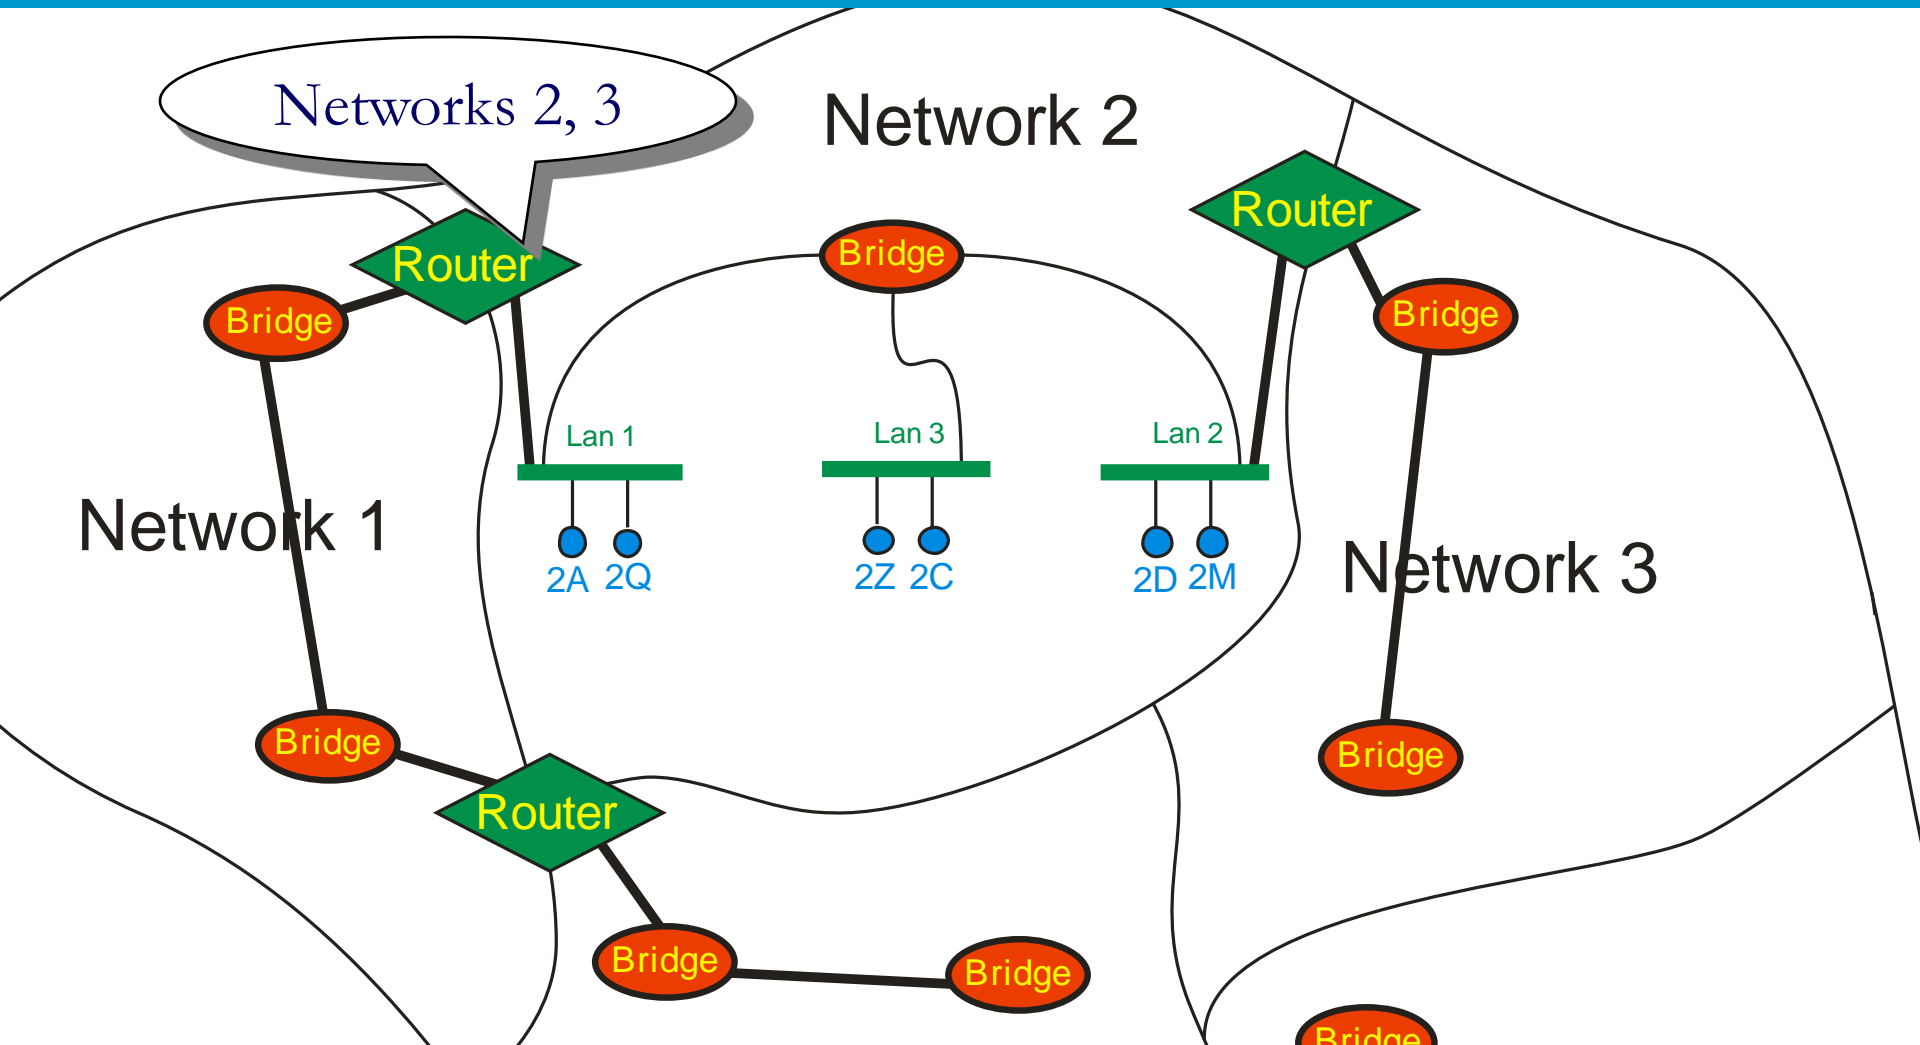 Networks 2, 3
Network 2
Router
Router
Bridge
Bridge
Bridge
Lan 1
Lan 3
Lan 2
Network 1
Network 3
2A 2Q
2Z 2C
2D 2M
Bridge
Bridge
Router
Bridge
Bridge
Bridge